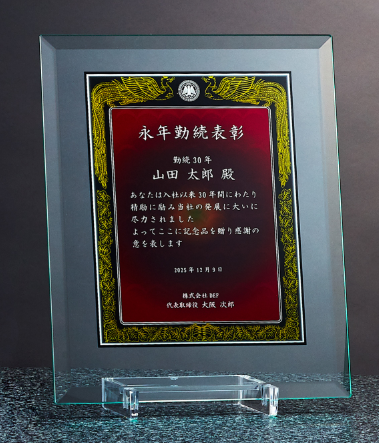 永年勤続表彰
勤続30年
山田 太郎 殿
あなたは入社以来30年間にわたり
精励に励み当社の発展に大いに
尽力されました
よってここに記念品を贈り感謝の
意を表します
2025年12月9日
株式会社DEF
代表取締役 大阪 次郎